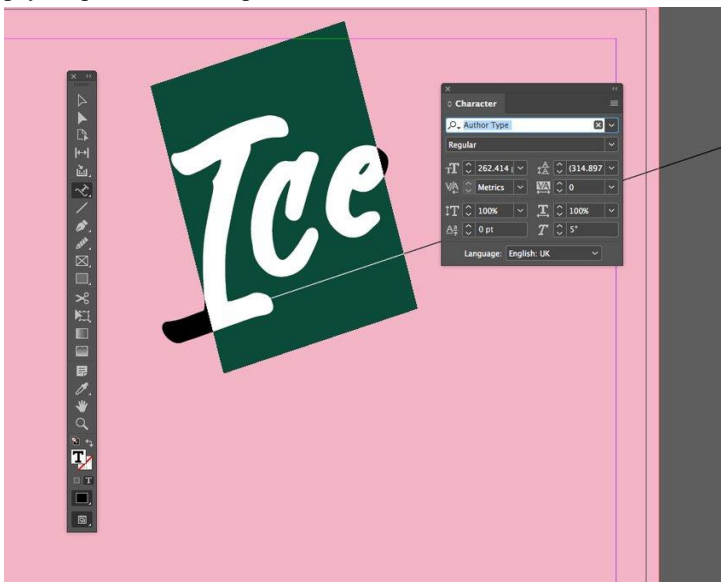 Ice
Character
Author Type
Regular
262.414
(314.897
Metrics
0
100%
100%
0 pt
5°
Language: English: UK
T
T